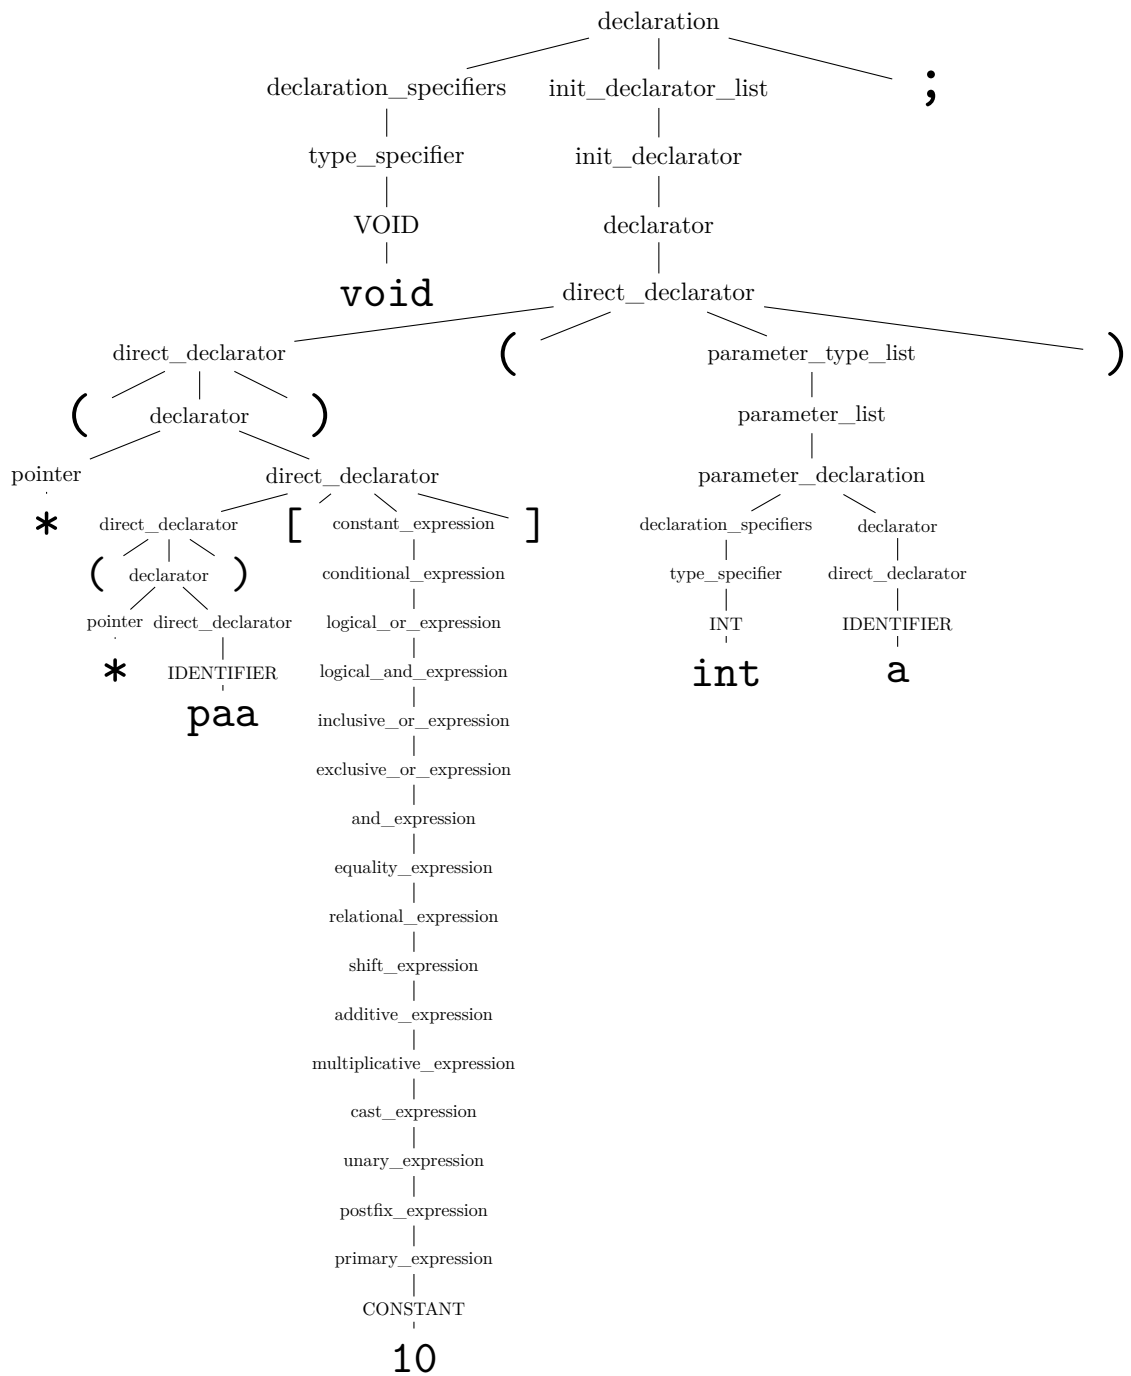 declaration
declaration_specifiers init_declarator_list ;
type_specifier init_declarator
VOID declarator
void direct_declarator
direct_declarator ( parameter_type_list )
( declarator ) parameter_list
pointer direct_declarator parameter_declaration
* direct_declarator [ constant_expression ] declaration_specifiers declarator
( declarator ) conditional_expression type_specifier direct_declarator
pointer direct_declarator logical_or_expression INT IDENTIFIER
* IDENTIFIER logical_and_expression int a
paa inclusive_or_expression
exclusive_or_expression
and_expression
equality_expression
relational_expression
shift_expression
additive_expression
multiplicative_expression
cast_expression
unary_expression
postfix_expression
primary_expression
CONSTANT
10